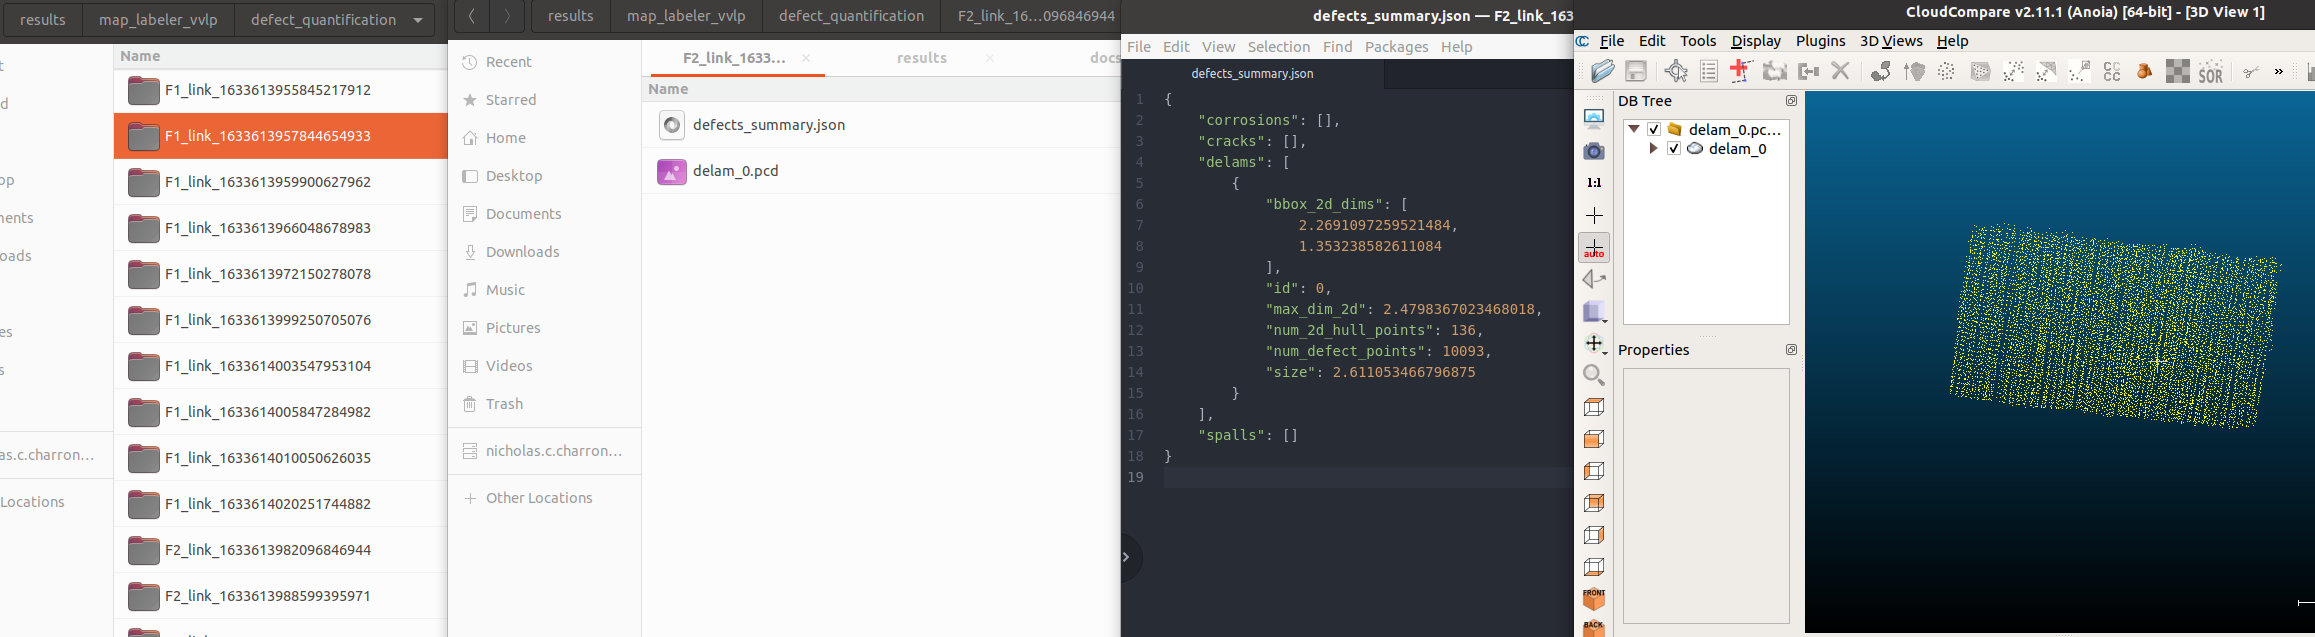 results
map_labeler_vvlp
defect_quantification
t
d
op
ments
oads
es
s
as.c.charron…
Locations
Name
F1_link_1633613955845217912
F1_link_1633613957844654933
F1_link_1633613959900627962
F1_link_1633613966048678983
F1_link_1633613972150278078
F1_link_1633613999250705076
F1_link_1633614003547953104
F1_link_1633614005847284982
F1_link_1633614010050626035
F1_link_1633614020251744882
F2_link_1633613982096846944
F2_link_1633613988599395971
results
map_labeler_vvlp
defect_quantification
F2_link_16…096846944
Recent
Starred
Home
Desktop
Documents
Downloads
Music
Pictures
Videos
Trash
nicholas.c.charron…
Other Locations
F2_link_1633…
results
docs
Name
defects_summary.json
delam_0.pcd
defects_summary.json — F2_link_163
File Edit View Selection Find Packages Help
defects_summary.json
1 {
2 "corrosions": [],
3 "cracks": [],
4 "delams": [
5 {
6 "bbox_2d_dims": [
7 2.2691097259521484,
8 1.353238582611084
9 ],
10 "id": 0,
11 "max_dim_2d": 2.4798367023468018,
12 "num_2d_hull_points": 136,
13 "num_defect_points": 10093,
14 "size": 2.611053466796875
15 }
16 ],
17 "spalls": []
18 }
19
CloudCompare v2.11.1 (Anoia) [64-bit] - [3D View 1]
File Edit Tools Display Plugins 3D Views Help
SOR
»
1:1
auto
FRONT
BACK
DB Tree
delam_0.pc...
delam_0
Properties